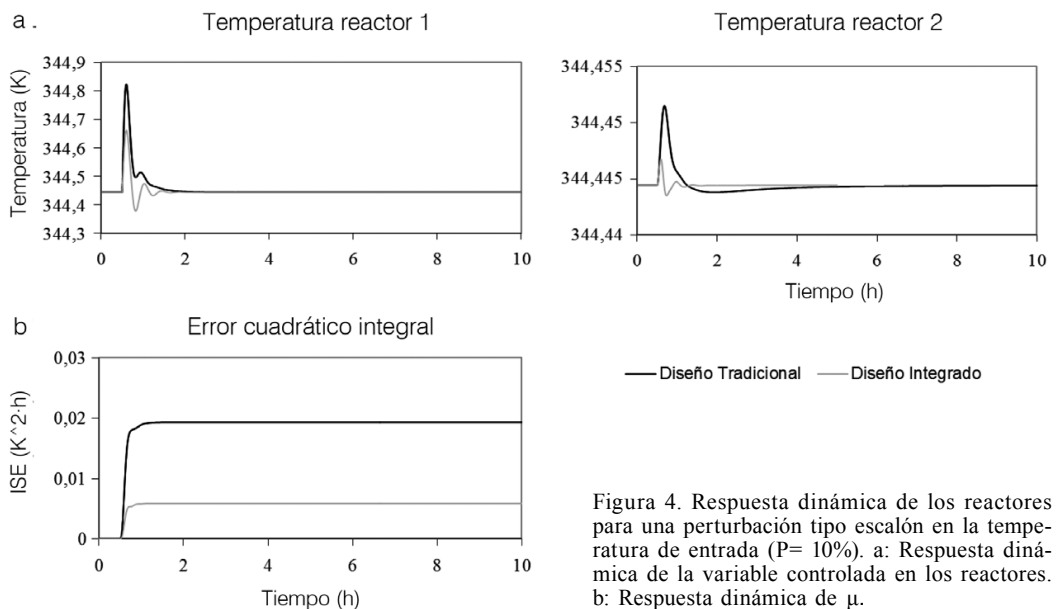 a .
Temperatura reactor 1
Temperatura (K)
344,9
344,8
344,7
344,6
344,5
344,4
344,3
0
2
4
6
8
10
Temperatura reactor 2
344,455
344,45
344,445
344,44
0
2
4
6
8
10
Tiempo (h)
b
Error cuadrático integral
ISE (K^2·h)
0,03
0,02
0,01
0
0
2
4
6
8
10
Tiempo (h)
Diseño Tradicional
Diseño Integrado
Figura 4. Respuesta dinámica de los reactores
para una perturbación tipo escalón en la tempe-
ratura de entrada (P= 10%). a: Respuesta diná-
mica de la variable controlada en los reactores.
b: Respuesta dinámica de µ.